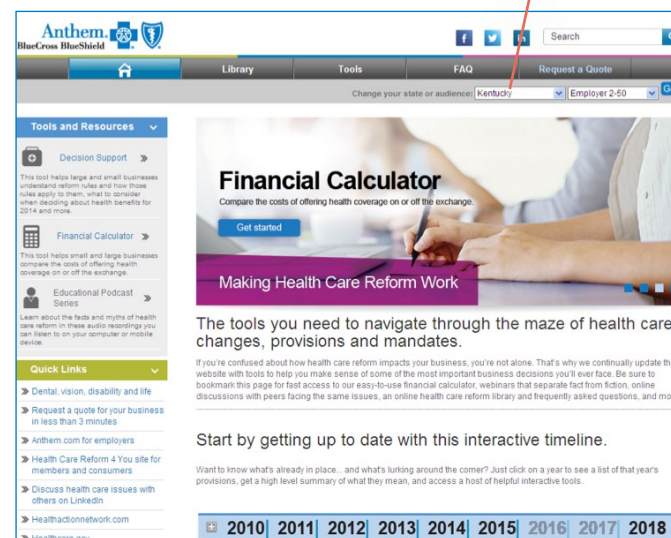 Anthem.
BlueCross BlueShield
f
in
Search
Library
Tools
FAQ
Request a Quote
Change your state or audience:
Kentucky
Employer 2-50
Tools and Resources
Decision Support
This tool helps large and small businesses
understand reform rules and how those
rules apply to them, what to consider
when deciding about health benefits for
2014 and more.
Financial Calculator
This tool helps small and large businesses
compare the costs of offering health
coverage on or off the exchange.
Educational Podcast
Series
Learn about the facts and myths of health
care reform in these audio recordings you
can listen to on your computer or mobile
device.
Quick Links
Dental, vision, disability and life
Request a quote for your business
in less than 3 minutes
Anthem.com for employers
Health Care Reform 4 You site for
members and consumers
Discuss health care issues with
others on LinkedIn
Healthactionnetwork.com
Financial Calculator
Compare the costs of offering health coverage on or off the exchange.
Get started
Making Health Care Reform Work
The tools you need to navigate through the maze of health care
changes, provisions and mandates.
If you're confused about how health care reform impacts your business, you're not alone. That's why we continually update th
website with tools to help you make sense of some of the most important business decisions you'll ever face. Be sure to
bookmark this page for fast access to our easy-to-use financial calculator, webinars that separate fact from fiction, online
discussions with peers facing the same issues, an online health care reform library and frequently asked questions, and mo
Start by getting up to date with this interactive timeline.
Want to know what's already in place... and what's lurking around the corner? Just click on a year to see a list of that year's
provisions, get a high level summary of what they mean, and access a host of helpful interactive tools.
2010 2011 2012 2013 2014 2015 2016 2017 2018